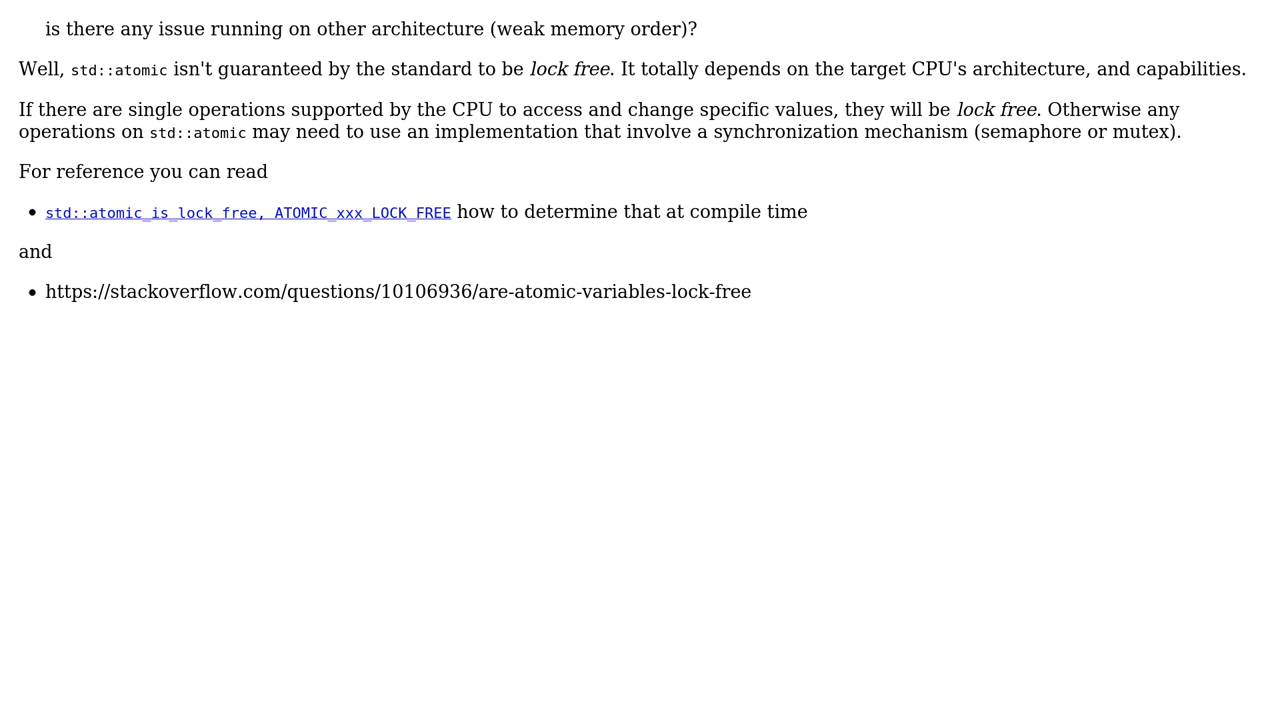 is there any issue running on other architecture (weak memory order)?
Well, std::atomic isn't guaranteed by the standard to be lock free. It totally depends on the target CPU's architecture, and capabilities.
If there are single operations supported by the CPU to access and change specific values, they will be lock free. Otherwise any
operations on std::atomic may need to use an implementation that involve a synchronization mechanism (semaphore or mutex).
For reference you can read
• std::atomic_is_lock_free, ATOMIC_xxx_LOCK_FREE how to determine that at compile time
and
• https://stackoverflow.com/questions/10106936/are-atomic-variables-lock-free